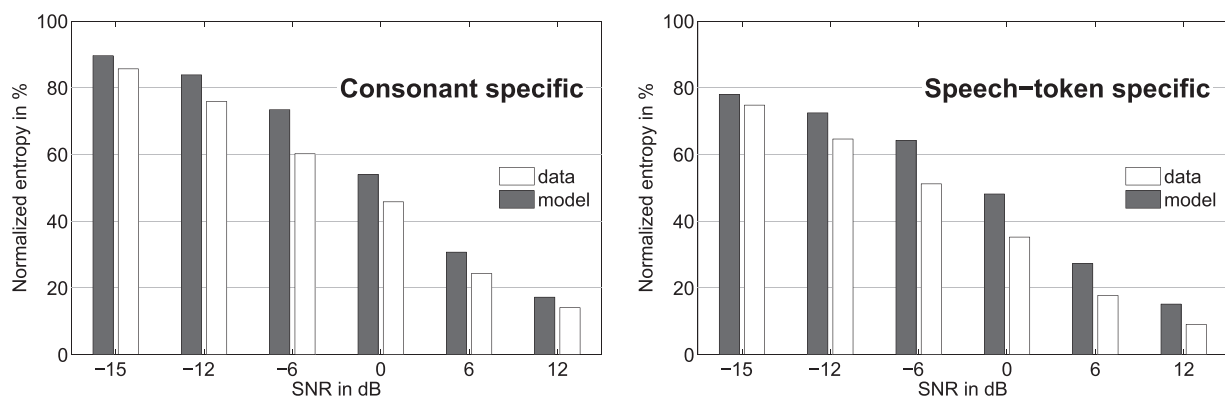 100
80
60
40
20
0
Normalized entropy in %
Consonant specific
data
model
−15 −12 −6 0 6 12
SNR in dB
100
80
60
40
20
0
Normalized entropy in %
Speech−token specific
data
model
−15 −12 −6 0 6 12
SNR in dB